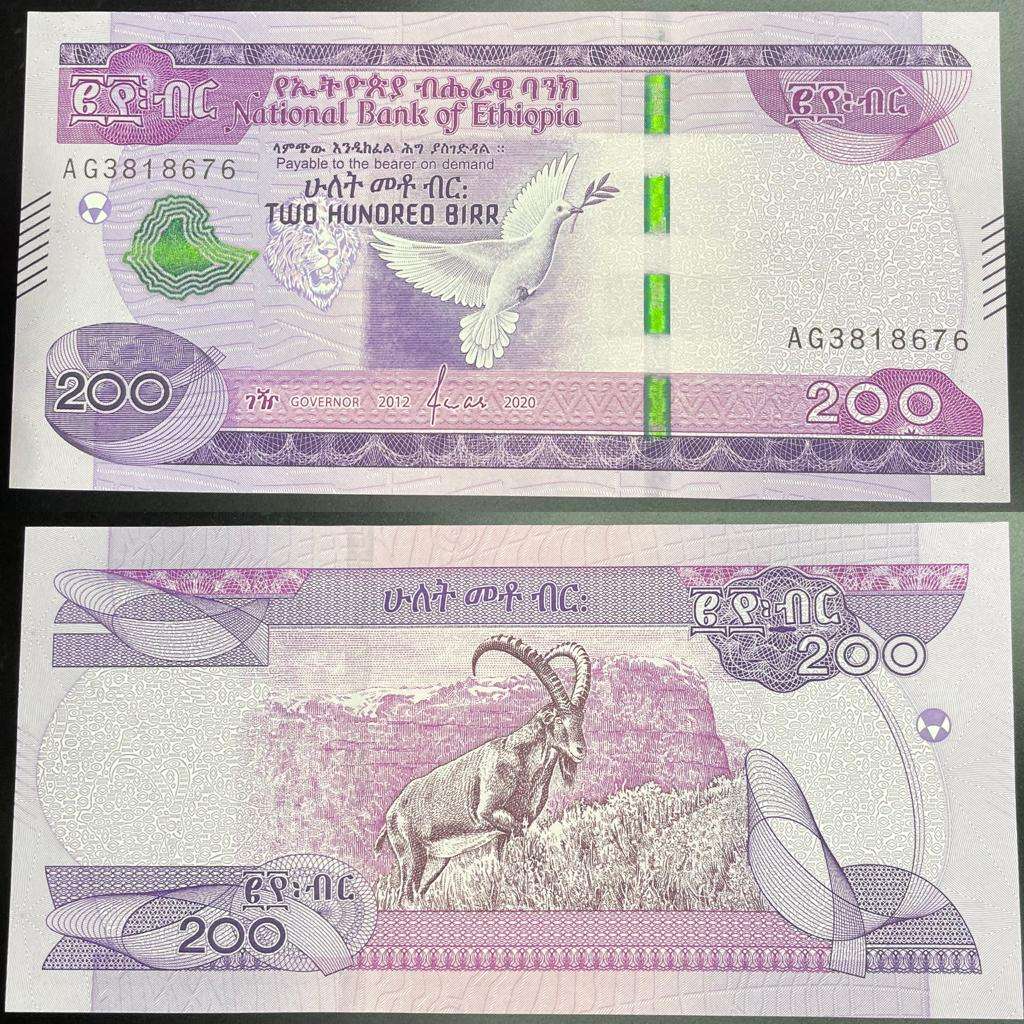 ፪፻ ብር
የኢትዮጵያ ብሔራዊ ባንክ
፪፻ ብር
National Bank of Ethiopia
ላምጭው እንዲከፈል ሕግ ያስገድዳል ።
Payable to the bearer on demand
AG3818676
ሁለት መቶ ብር
TWO HUNDRED BIRR
AG3818676
200
ገዥ GOVERNOR 2012 2020
200
ሁለት መቶ ብር
፪፻ ብር
200
፪፻ ብር
200